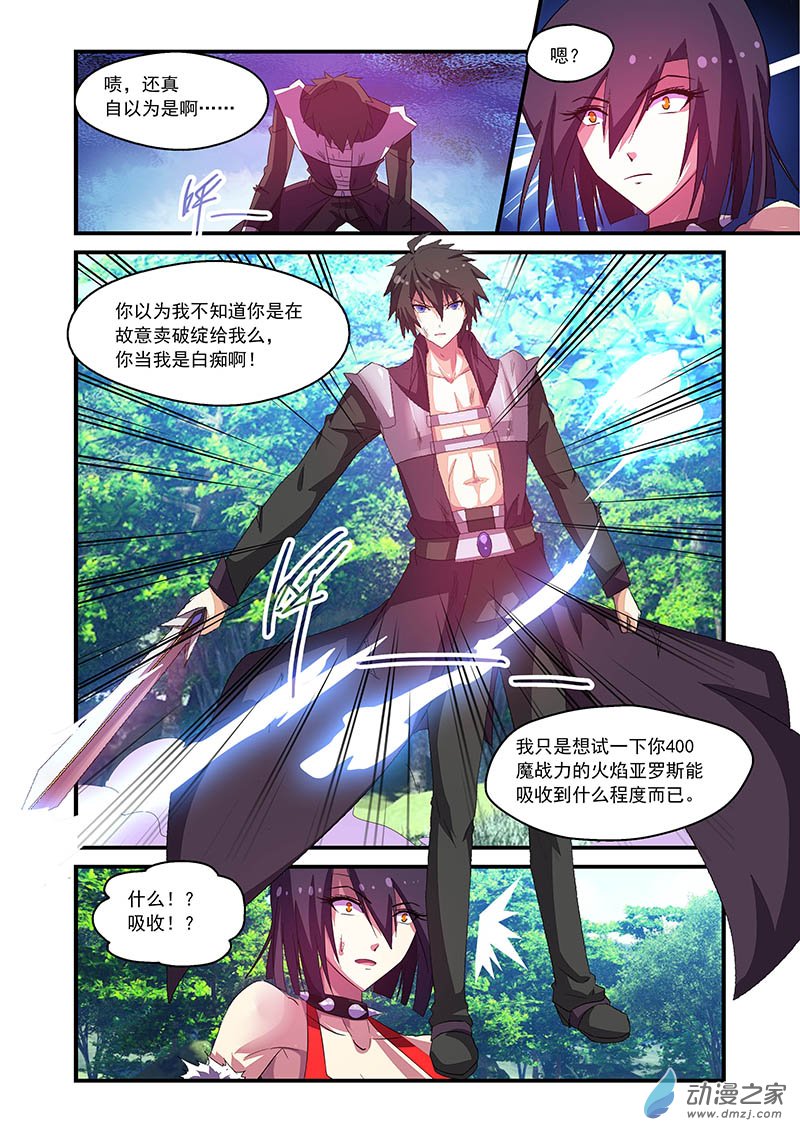 啧，还真
自以为是啊……
嗯？
呯
你以为我不知道你是在
故意卖破绽给我么，
你当我是白痴啊！
呯
我只是想试一下你400
魔战力的火焰亚罗斯能
吸收到什么程度而已。
什么！？
吸收！？
动漫之家
www.dmzj.com